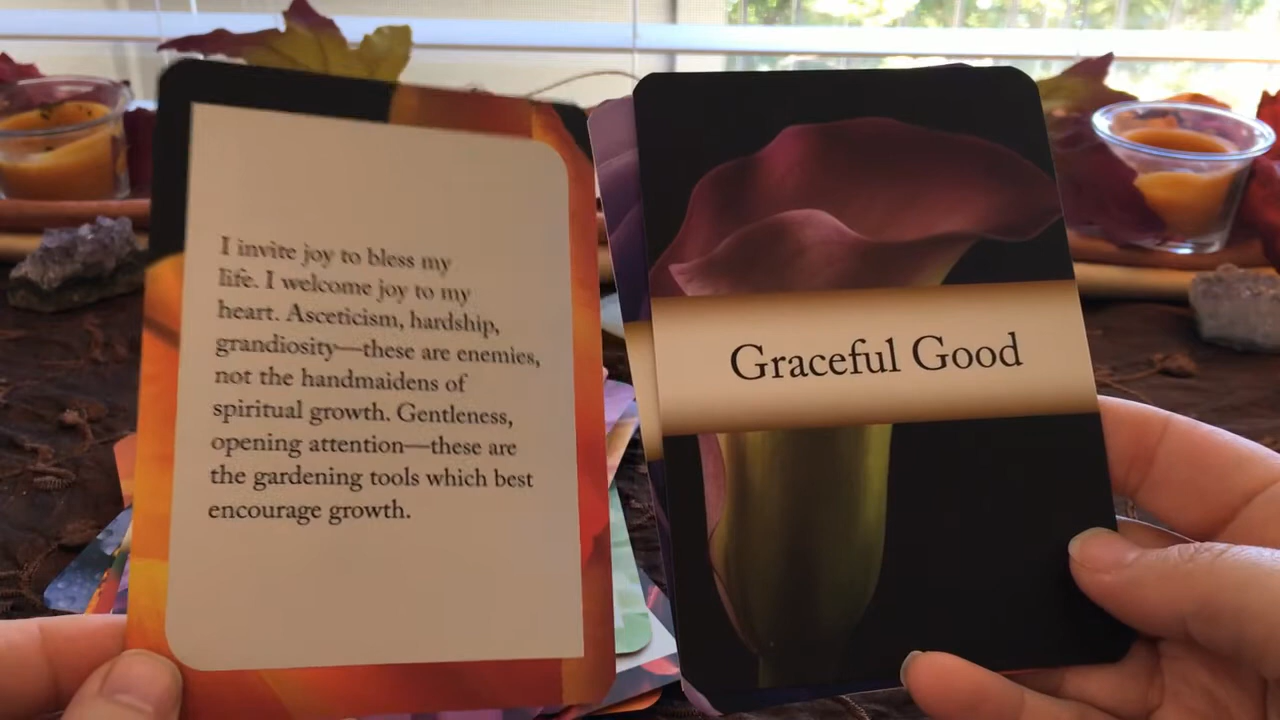 I invite joy to bless my
life. I welcome joy to my
heart. Asceticism, hardship,
grandiosity—these are enemies,
not the handmaidens of
spiritual growth. Gentleness,
opening attention—these are
the gardening tools which best
encourage growth.
Graceful Good